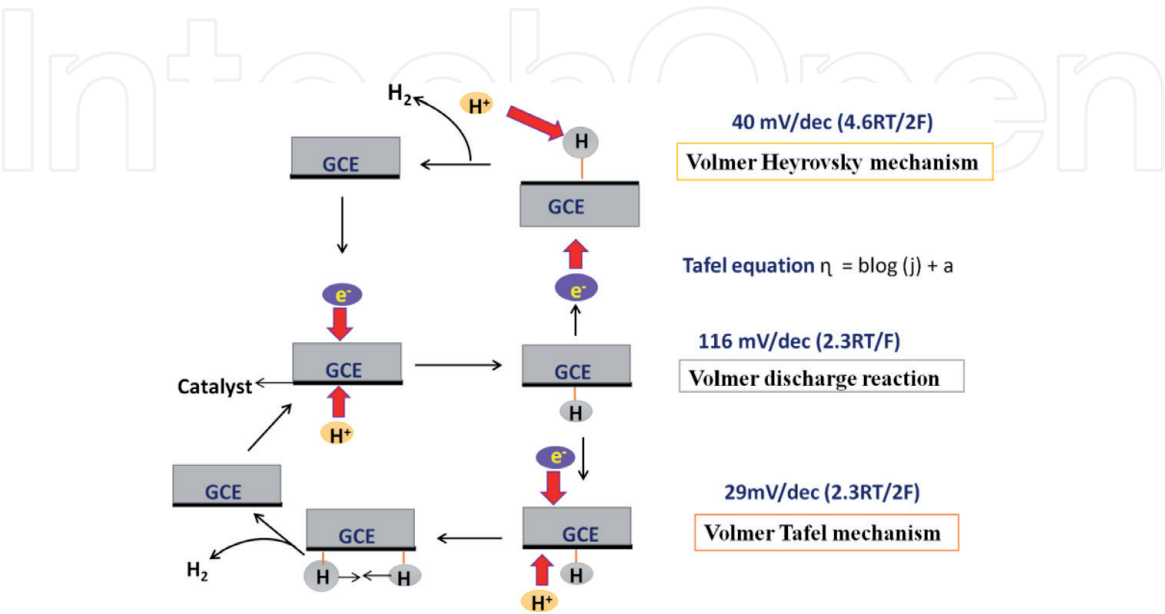 IntechOpen
H₂
H⁺
H
40 mV/dec (4.6RT/2F)
Volmer Heyrovsky mechanism
GCE
GCE
Tafel equation η = blog (j) + a
e⁻
e⁻
116 mV/dec (2.3RT/F)
GCE
GCE
Volmer discharge reaction
Catalyst
H
H⁺
e⁻
GCE
29mV/dec (2.3RT/2F)
GCE
GCE
Volmer Tafel mechanism
H₂
H
H
H
H⁺